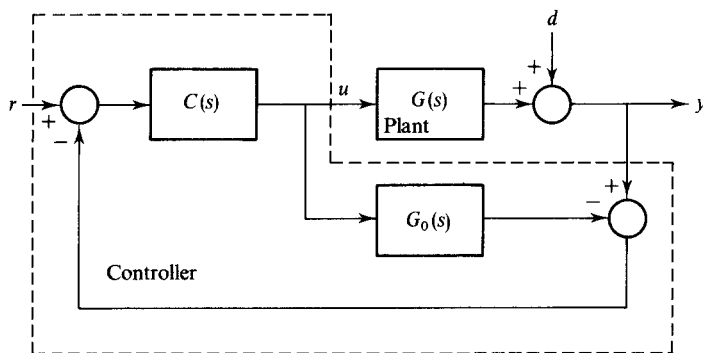 d
+
r
+
−
C(s)
u
G(s)
Plant
+
y
+
−
G₀(s)
Controller